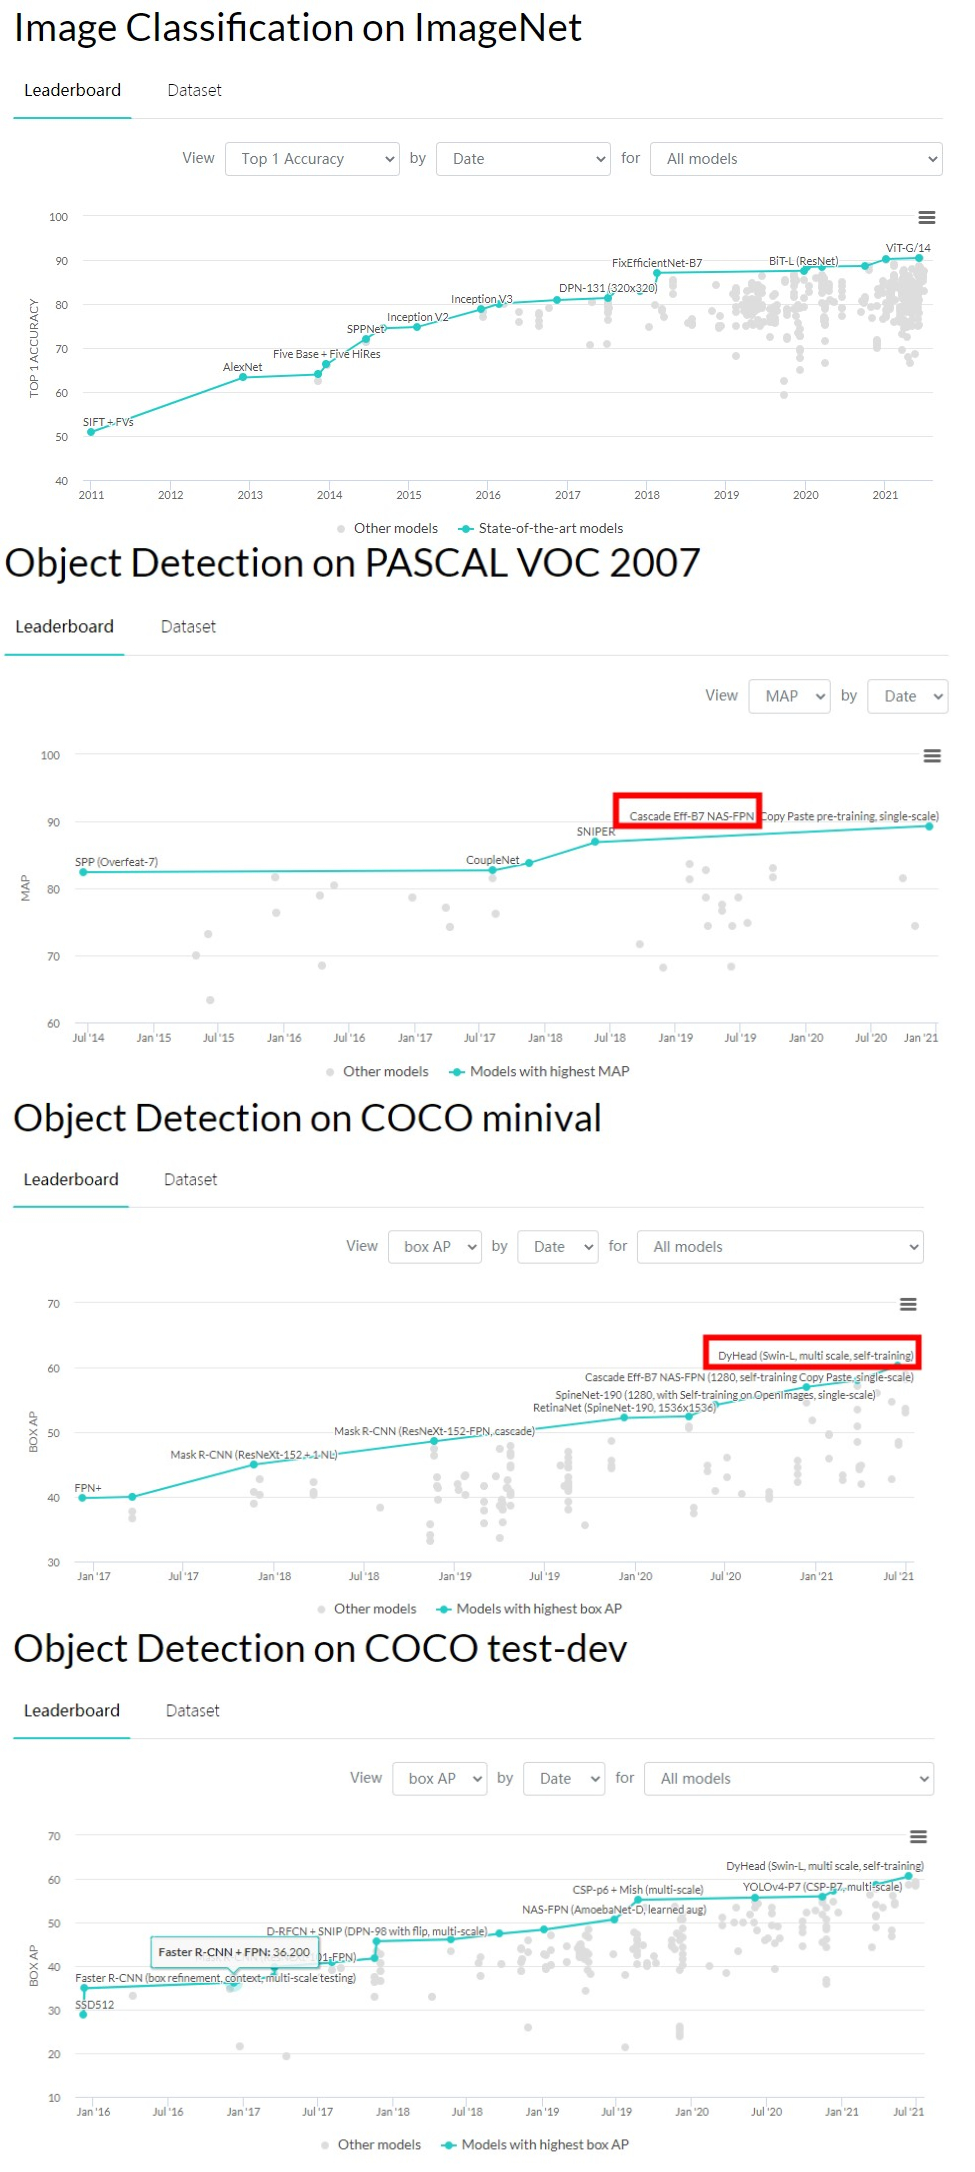 Image Classification on ImageNet
Leaderboard Dataset
View Top 1 Accuracy by Date for All models
100
90
80
70
60
50
40
TOP 1 ACCURACY
SIFT + FVs
AlexNet
Five Base + Five HiRes
SPPNet
Inception V2
Inception V3
DPN-131 (320x320)
FixEfficientNet-B7
BiT-L (ResNet)
ViT-G/14
2011 2012 2013 2014 2015 2016 2017 2018 2019 2020 2021
Other models State-of-the-art models
Object Detection on PASCAL VOC 2007
Leaderboard Dataset
View MAP by Date
100
90
80
70
60
MAP
SPP (Overfeat-7)
CoupleNet
SNIPER
Cascade Eff-B7 NAS-FPN (Copy Paste pre-training, single-scale)
Jul '14 Jan '15 Jul '15 Jan '16 Jul '16 Jan '17 Jul '17 Jan '18 Jul '18 Jan '19 Jul '19 Jan '20 Jul '20 Jan '21
Other models Models with highest MAP
Object Detection on COCO minival
Leaderboard Dataset
View box AP by Date for All models
70
60
50
40
30
BOX AP
FPN+
Mask R-CNN (ResNeXt-152 + 1 NL)
Mask R-CNN (ResNeXt-152-FPN, cascade)
RetinaNet (SpineNet-190, 1536x1536)
SpineNet-190 (1280, with Self-training on OpenImages, single-scale)
Cascade Eff-B7 NAS-FPN (1280, self-training Copy Paste, single-scale)
DyHead (Swin-L, multi scale, self-training)
Jan '17 Jul '17 Jan '18 Jul '18 Jan '19 Jul '19 Jan '20 Jul '20 Jan '21 Jul '21
Other models Models with highest box AP
Object Detection on COCO test-dev
Leaderboard Dataset
View box AP by Date for All models
70
60
50
40
30
20
10
BOX AP
SSD512
Faster R-CNN (box refinement, context, multi-scale testing)
Faster R-CNN + FPN: 36.200
01-FPN)
D-RFCN + SNIP (DPN-98 with flip, multi-scale)
NAS-FPN (AmoebaNet-D, learned aug)
CSP-p6 + Mish (multi-scale)
YOLOv4-P7 (CSP-P7, multi-scale)
DyHead (Swin-L, multi scale, self-training)
Jan '16 Jul '16 Jan '17 Jul '17 Jan '18 Jul '18 Jan '19 Jul '19 Jan '20 Jul '20 Jan '21 Jul '21
Other models Models with highest box AP